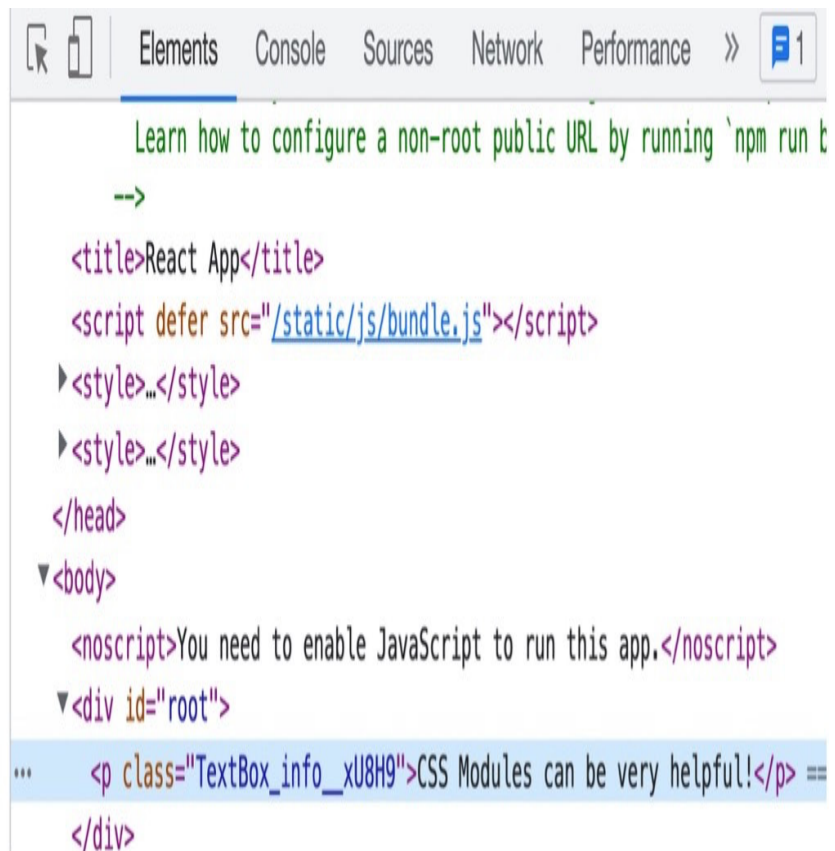 Elements Console Sources Network Performance » 1
Learn how to configure a non-root public URL by running `npm run b
-->
<title>React App</title>
<script defer src="/static/js/bundle.js"></script>
<style>…</style>
<style>…</style>
</head>
<body>
<noscript>You need to enable JavaScript to run this app.</noscript>
<div id="root">
… <p class="TextBox_info__xU8H9">CSS Modules can be very helpful!</p> ==
</div>